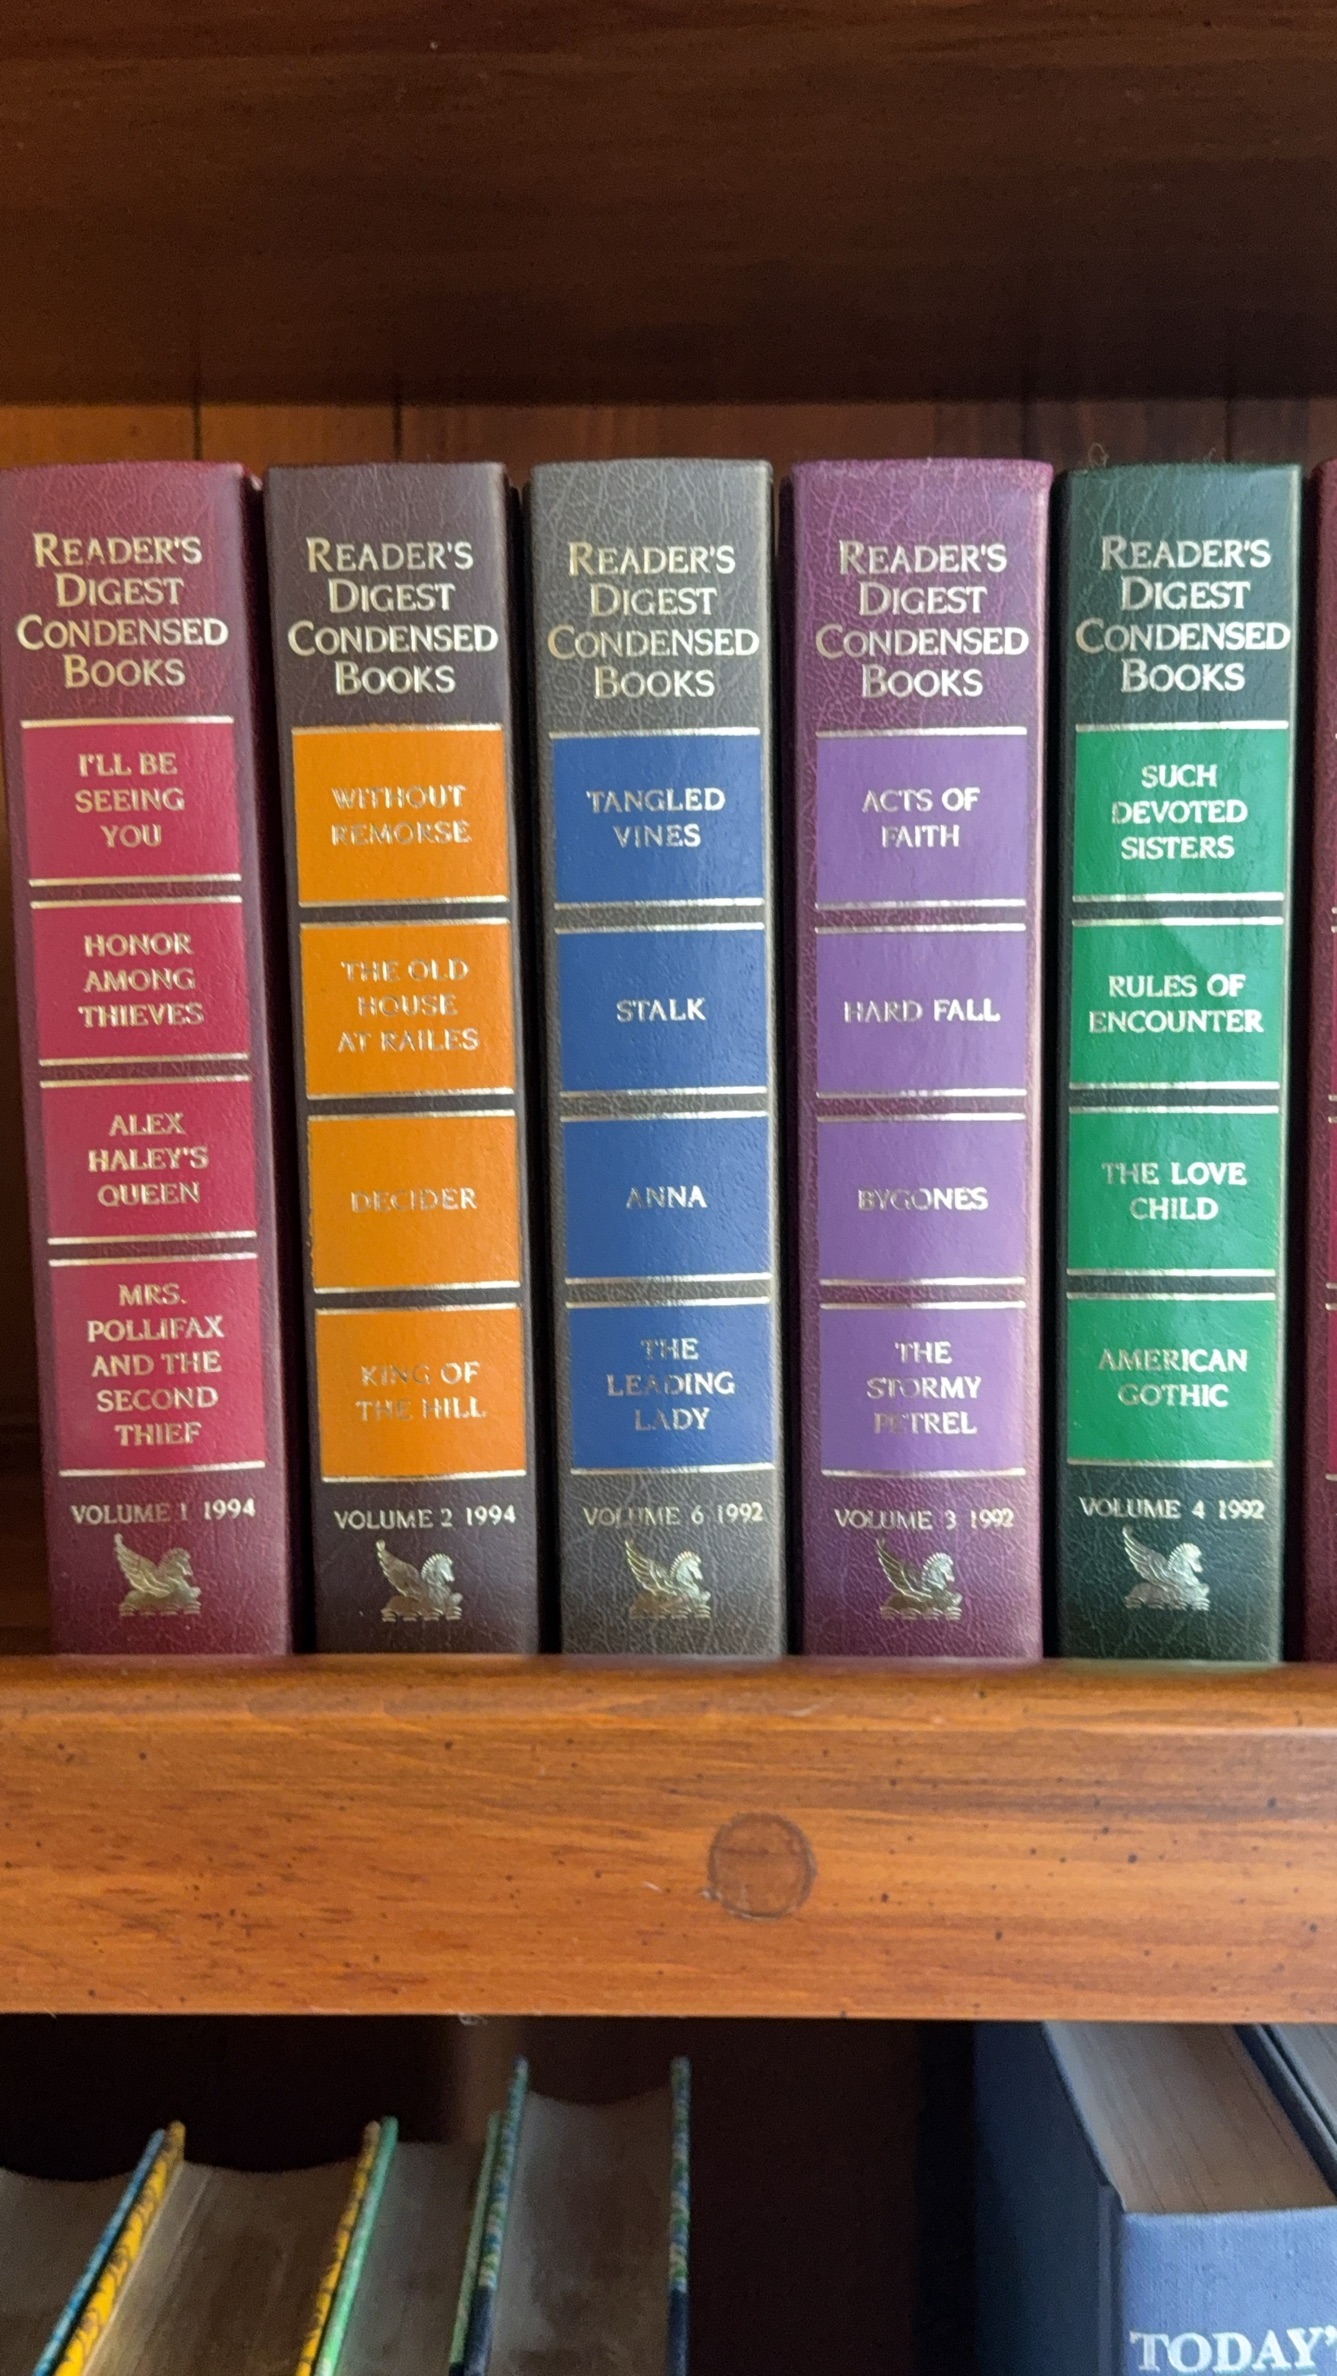 READER'S
DIGEST
CONDENSED
BOOKS
I'LL BE
SEEING
YOU
HONOR
AMONG
THIEVES
ALEX
HALEY'S
QUEEN
MRS.
POLLIFAX
AND THE
SECOND
THIEF
VOLUME 1 1994
READER'S
DIGEST
CONDENSED
BOOKS
WITHOUT
REMORSE
THE OLD
HOUSE
AT RAILES
DECIDER
KING OF
THE HILL
VOLUME 2 1994
READER'S
DIGEST
CONDENSED
BOOKS
TANGLED
VINES
STALK
ANNA
THE
LEADING
LADY
VOLUME 6 1992
READER'S
DIGEST
CONDENSED
BOOKS
ACTS OF
FAITH
HARD FALL
BYGONES
THE
STORMY
PETREL
VOLUME 3 1992
READER'S
DIGEST
CONDENSED
BOOKS
SUCH
DEVOTED
SISTERS
RULES OF
ENCOUNTER
THE LOVE
CHILD
AMERICAN
GOTHIC
VOLUME 4 1992
TODAY'